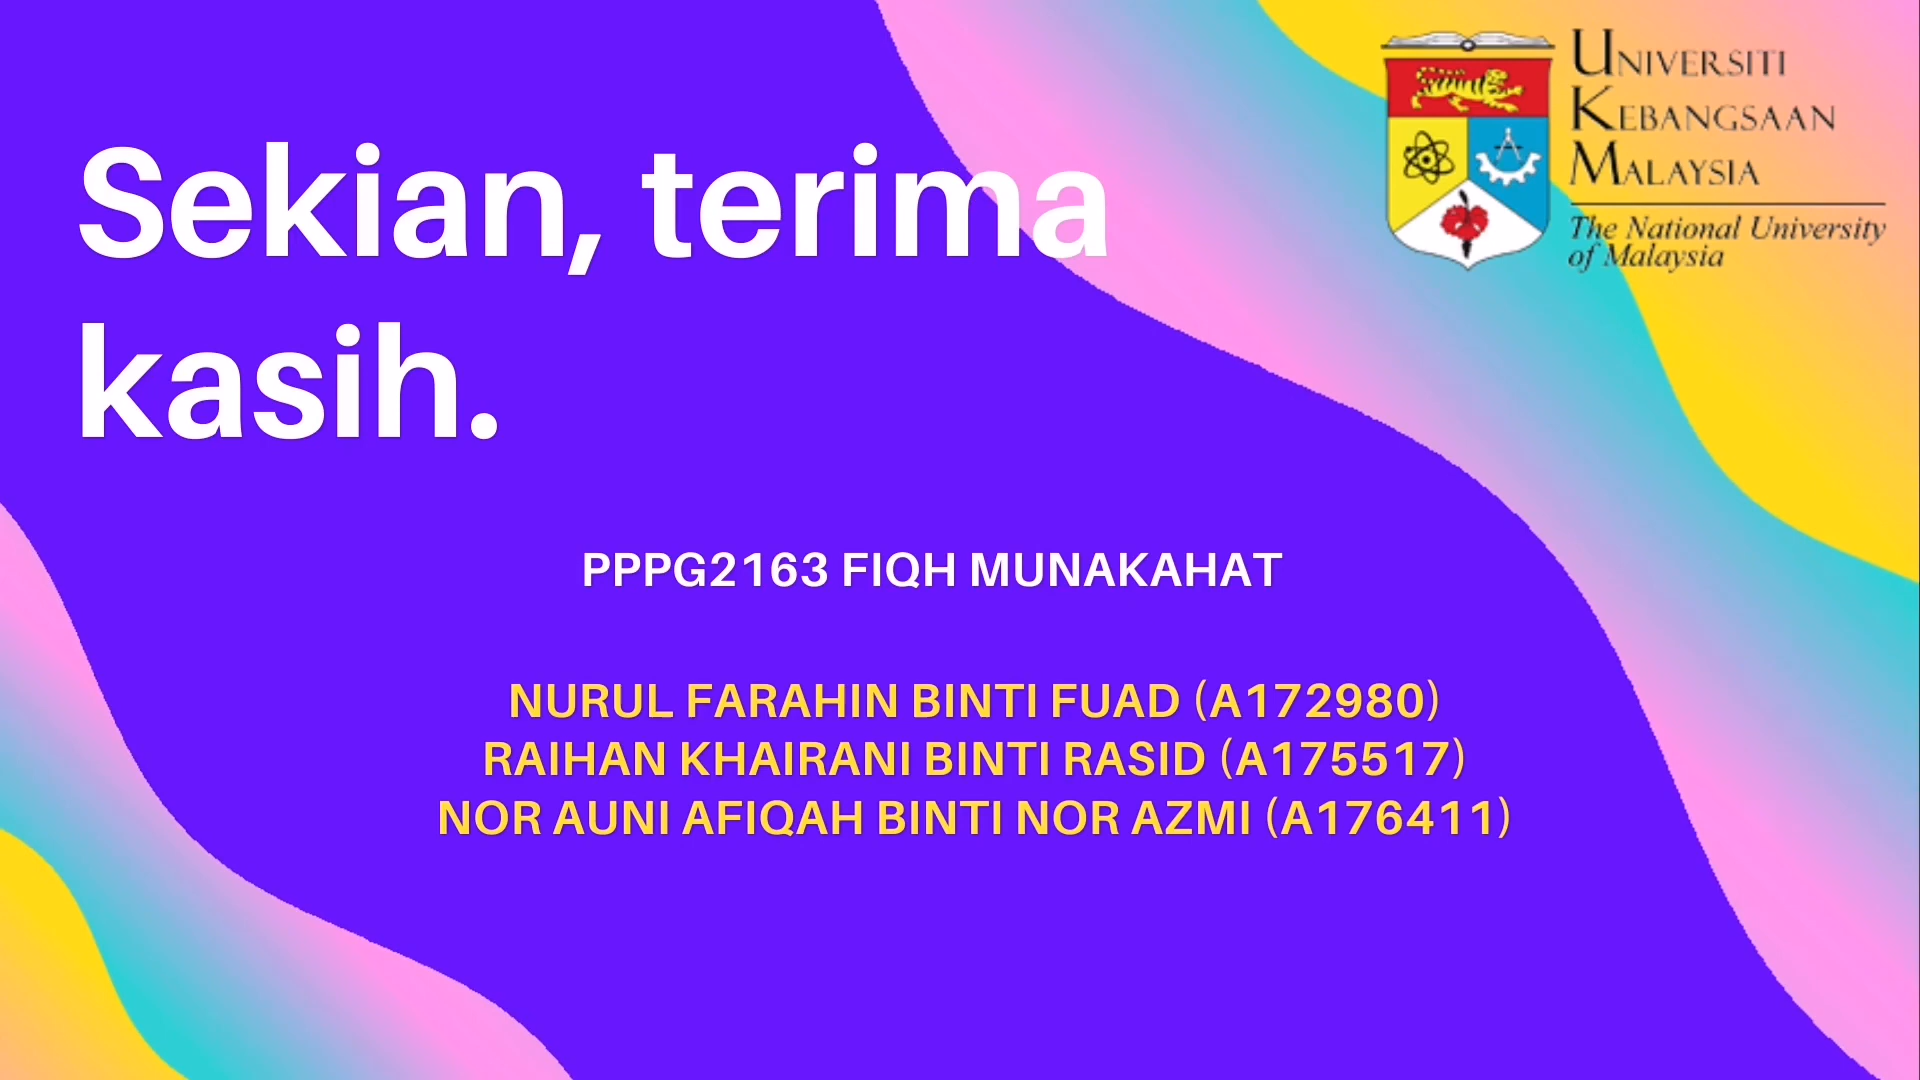 Sekian, terima
kasih.
UNIVERSITI
KEBANGSAAN
MALAYSIA
The National University
of Malaysia
PPPG2163 FIQH MUNAKAHAT
NURUL FARAHIN BINTI FUAD (A172980)
RAIHAN KHAIRANI BINTI RASID (A175517)
NOR AUNI AFIQAH BINTI NOR AZMI (A176411)